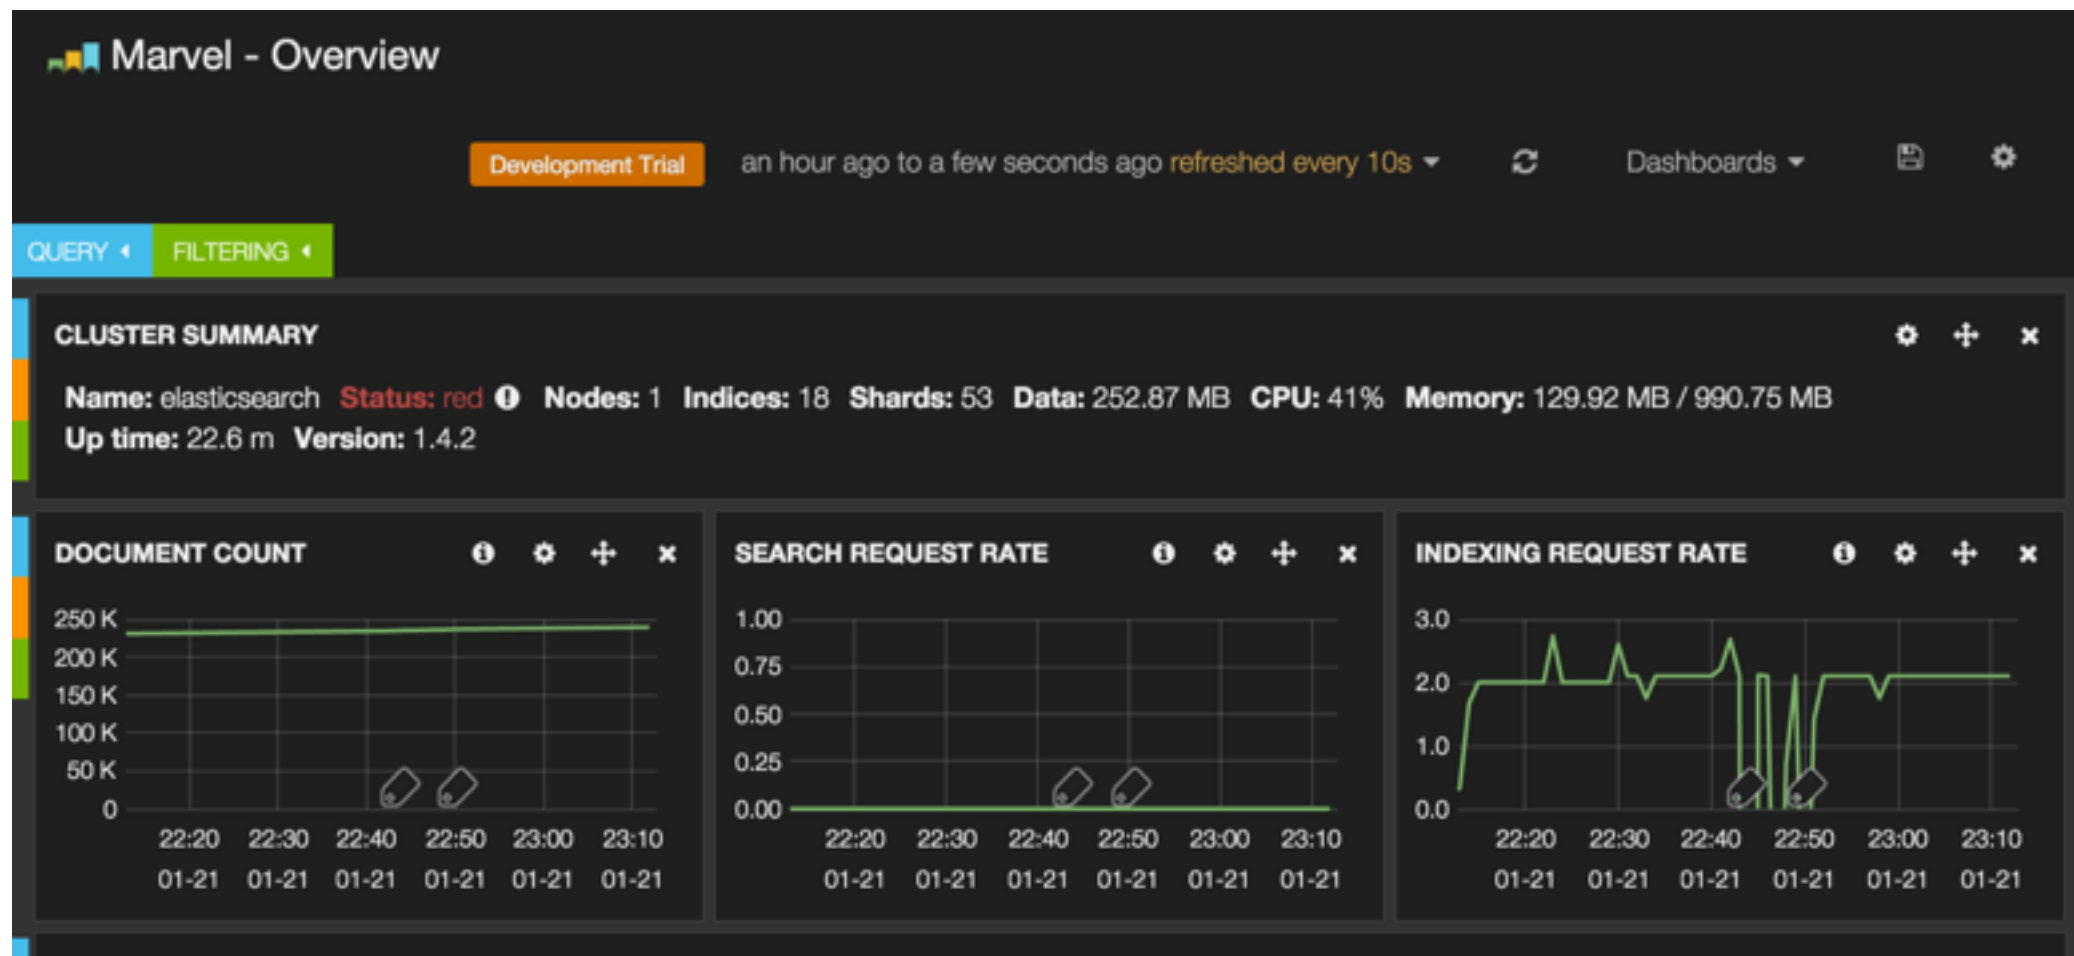 Marvel - Overview
Development Trial an hour ago to a few seconds ago refreshed every 10s Dashboards
QUERY FILTERING
CLUSTER SUMMARY
Name: elasticsearch Status: red Nodes: 1 Indices: 18 Shards: 53 Data: 252.87 MB CPU: 41% Memory: 129.92 MB / 990.75 MB
Up time: 22.6 m Version: 1.4.2
DOCUMENT COUNT
250 K
200 K
150 K
100 K
50 K
0
22:20 22:30 22:40 22:50 23:00 23:10
01-21 01-21 01-21 01-21 01-21 01-21
SEARCH REQUEST RATE
1.00
0.75
0.50
0.25
0.00
22:20 22:30 22:40 22:50 23:00 23:10
01-21 01-21 01-21 01-21 01-21 01-21
INDEXING REQUEST RATE
3.0
2.0
1.0
0.0
22:20 22:30 22:40 22:50 23:00 23:10
01-21 01-21 01-21 01-21 01-21 01-21